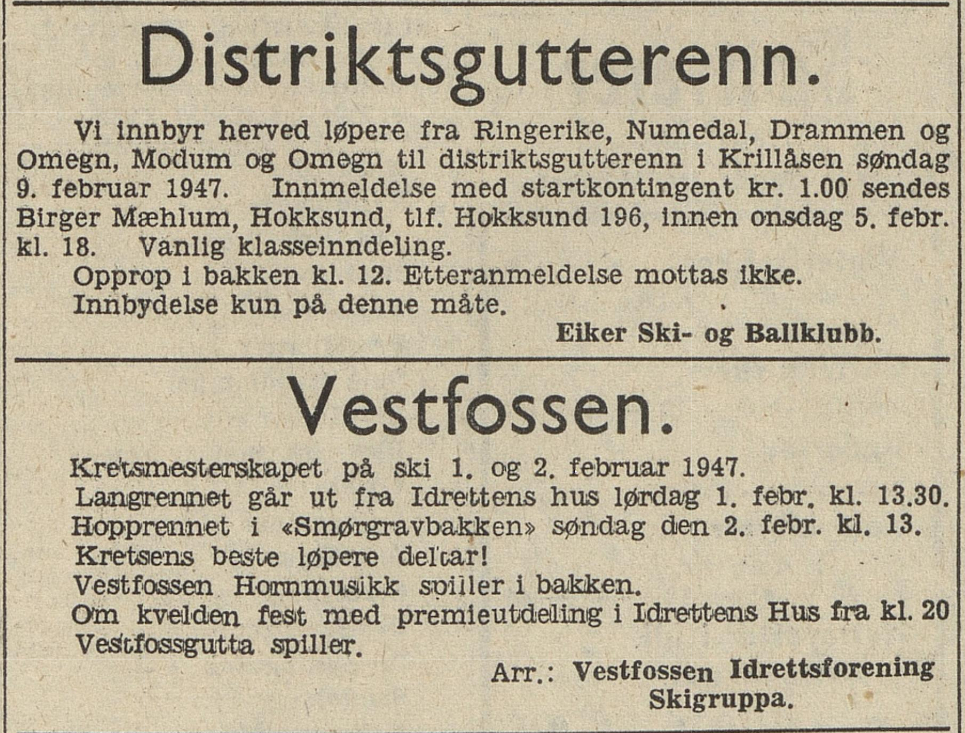 Distriktsgutterenn.
Vi innbyr herved løpere fra Ringerike, Numedal, Drammen og
Omegn, Modum og Omegn til distriktsgutterenn i Krillåsen søndag
9. februar 1947. Innmeldelse med startkontingent kr. 1.00 sendes
Birger Mæhlum, Hokksund, tlf. Hokksund 196, innen onsdag 5. febr.
kl. 18. Vanlig klasseinndeling.
Opprop i bakken kl. 12. Etteranmeldelse mottas ikke.
Innbydelse kun på denne måte.
Eiker Ski- og Ballklubb.
Vestfossen.
Kretsmesterskapet på ski 1. og 2. februar 1947.
Langrennet går ut fra Idrettens hus lørdag 1. febr. kl. 13.30.
Hopprennet i «Smørgravbakken» søndag den 2. febr. kl. 13.
Kretsens beste løpere deltar!
Vestfossen Hornmusikk spiller i bakken.
Om kvelden fest med premieutdeling i Idrettens Hus fra kl. 20
Vestfossgutta spiller.
Arr.: Vestfossen Idrettsforening
Skigruppa.